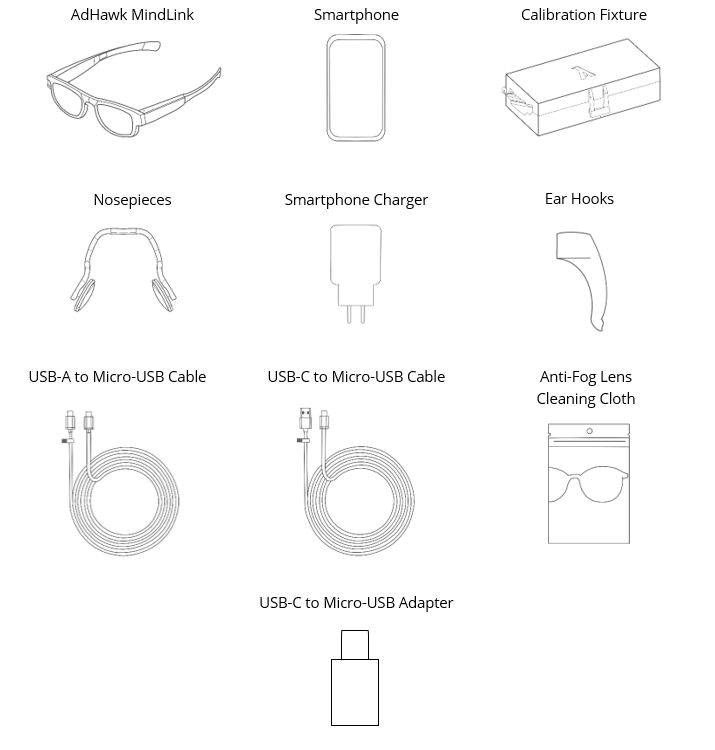 AdHawk MindLink
Smartphone
Calibration Fixture
A
Nosepieces
Smartphone Charger
Ear Hooks
USB-A to Micro-USB Cable
USB-C to Micro-USB Cable
Anti-Fog Lens
Cleaning Cloth
USB-C to Micro-USB Adapter